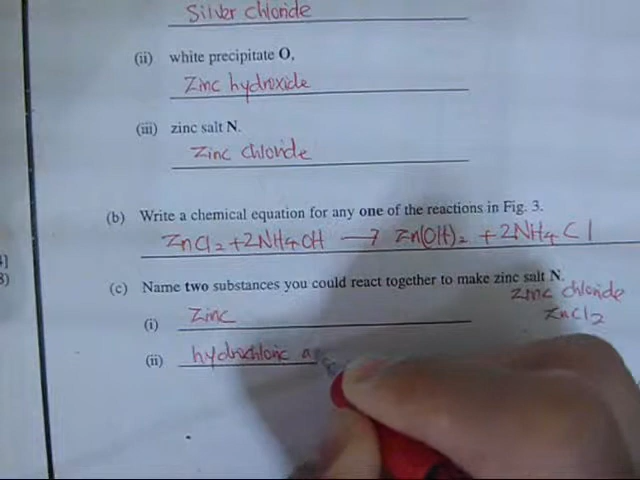 Silver chloride
(ii) white precipitate O,
Zinc hydroxide
(iii) zinc salt N.
Zinc chloride
(b) Write a chemical equation for any one of the reactions in Fig. 3.
ZnCl2 + 2NH4OH → Zn(OH)2 + 2NH4Cl
(c) Name two substances you could react together to make zinc salt N.
zinc chloride
ZnCl2
(i) Zinc
(ii) hydrochloric